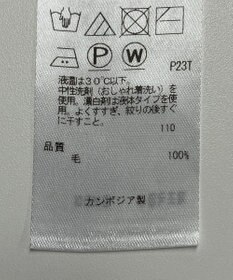 P
W
P23T
液温は30℃以下。
中性洗剤(おしゃれ着洗い)を
使用。漂白剤は液体タイプを使
用。よくすすぎ、絞りの後すぐ
に干すこと。
110
品質
毛 100%
カンボジア製